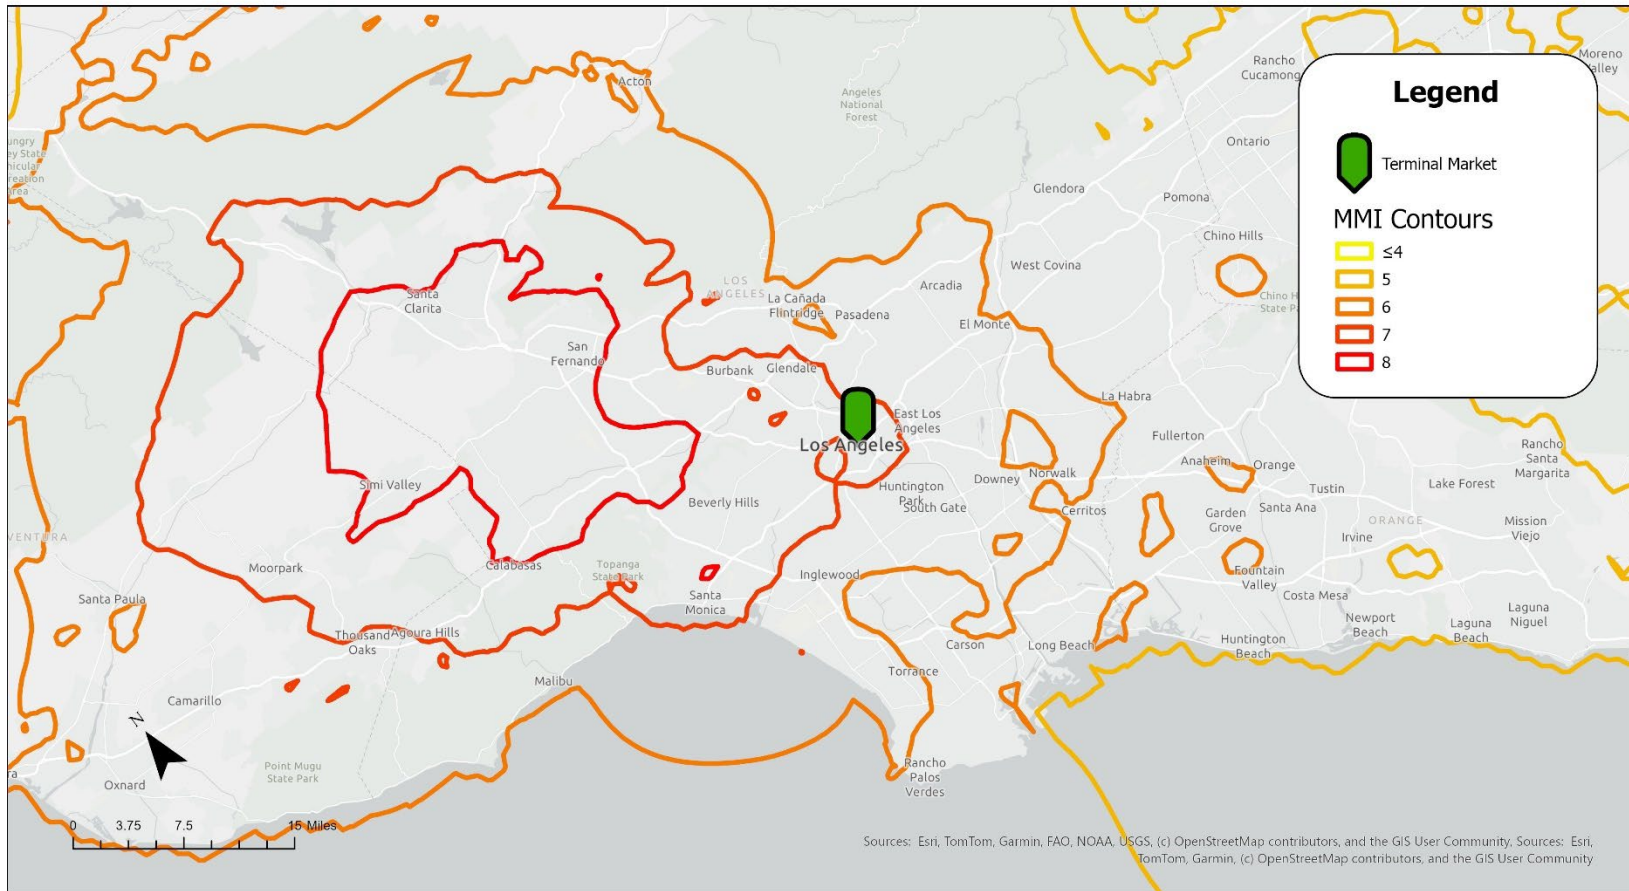 Acton
Angeles
National
Forest
Rancho
Cucamong
Moreno
Valley
Legend
Terminal Market
MMI Contours
≤4
5
6
7
8
Ontario
Glendora
Pomona
Chino Hills
West Covina
Arcadia
El Monte
LOS
ANGELES
La Cañada
Flintridge
Pasadena
Santa
Clarita
San
Fernando
Burbank
Glendale
East Los
Angeles
Los Angeles
La Habra
Fullerton
Anaheim
Orange
Rancho
Santa
Margarita
Lake Forest
Tustin
Santa Ana
Garden
Grove
ORANGE
Irvine
Mission
Viejo
Simi Valley
Beverly Hills
Huntington
Park
South Gate
Downey
Norwalk
Cerritos
VENTURA
Moorpark
Calabasas
Topanga
State Park
Santa
Monica
Inglewood
Fountain
Valley
Costa Mesa
Newport
Beach
Laguna
Beach
Laguna
Niguel
Huntington
Beach
Santa Paula
Thousand
Oaks
Agoura Hills
Carson
Long Beach
Torrance
Malibu
Camarillo
N
Point Mugu
State Park
Rancho
Palos
Verdes
Oxnard
0 3.75 7.5 15 Miles
Sources: Esri, TomTom, Garmin, FAO, NOAA, USGS, (c) OpenStreetMap contributors, and the GIS User Community, Sources: Esri,
TomTom, Garmin, (c) OpenStreetMap contributors, and the GIS User Community